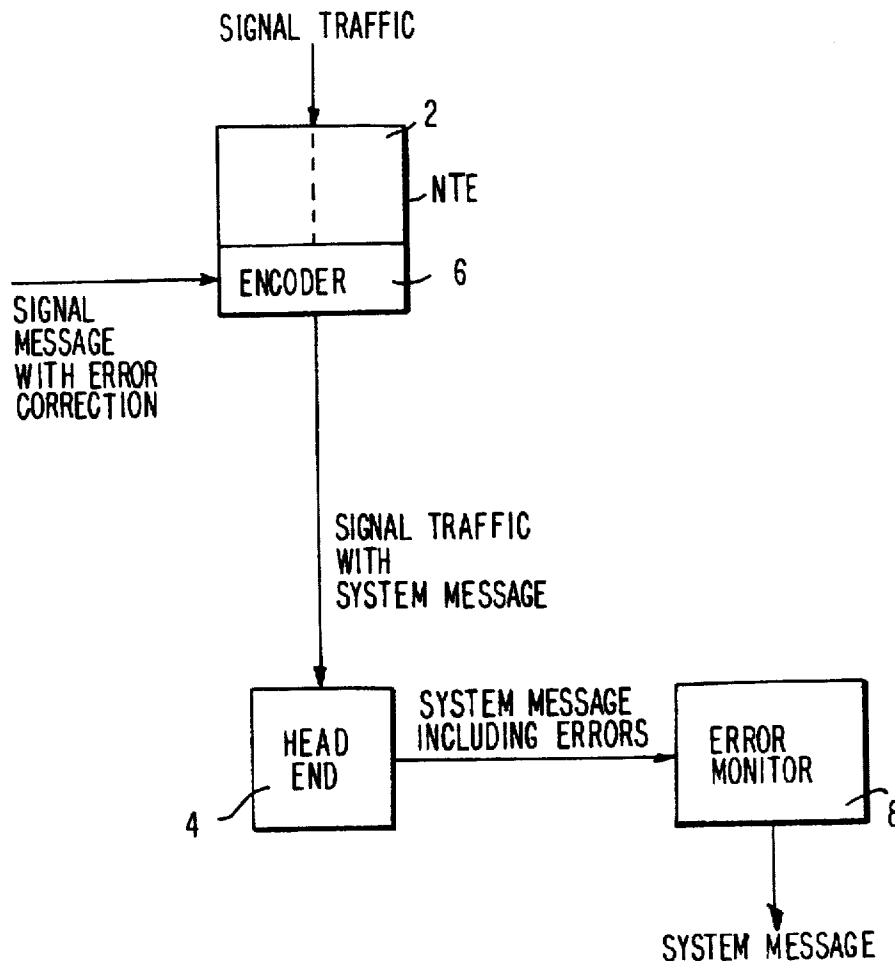 SIGNAL TRAFFIC
2
NTE
ENCODER
6
SIGNAL
MESSAGE
WITH ERROR
CORRECTION
SIGNAL TRAFFIC
WITH
SYSTEM MESSAGE
HEAD
END
4
SYSTEM MESSAGE
INCLUDING ERRORS
ERROR
MONITOR
8
SYSTEM MESSAGE